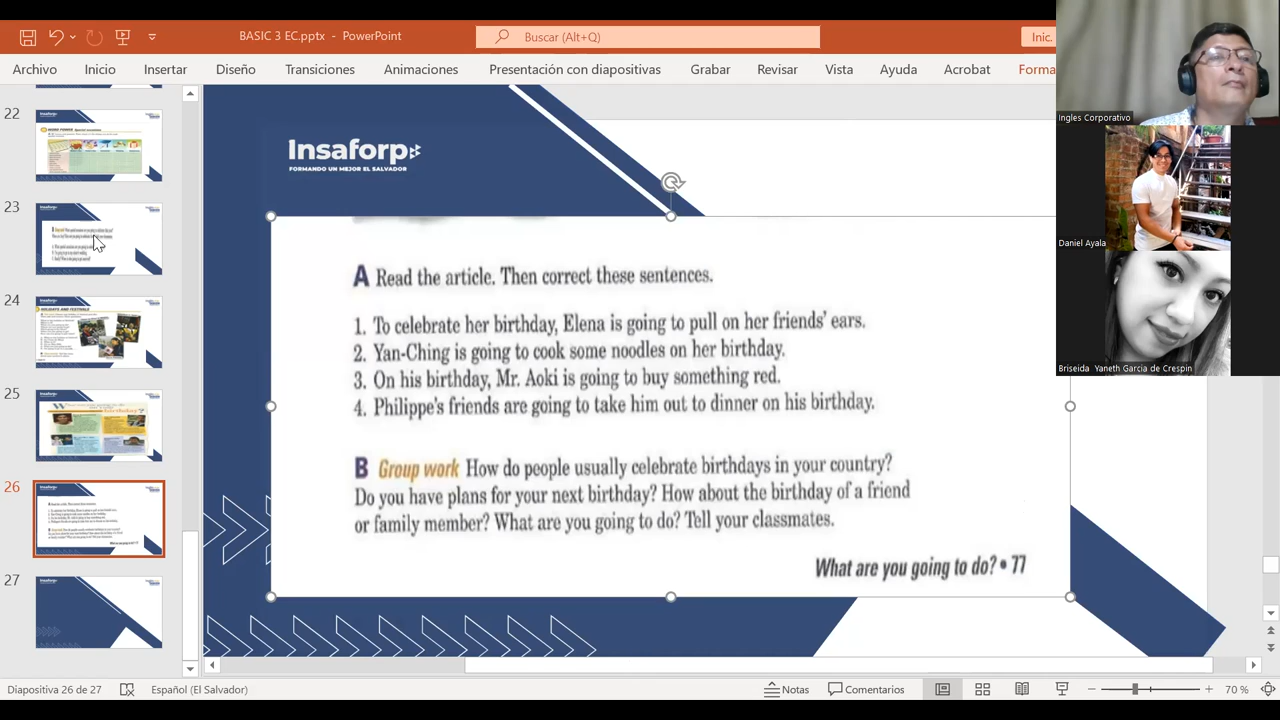 BASIC 3 EC.pptx - PowerPoint
Buscar (Alt+Q)
Inic.
Archivo Inicio Insertar Diseño Transiciones Animaciones Presentación con diapositivas Grabar Revisar Vista Ayuda Acrobat Forma
22
23
24
HOLIDAYS AND FESTIVALS
25
26
27
Insaforp
FORMANDO UN MEJOR EL SALVADOR
A Read the article. Then correct these sentences.
1. To celebrate her birthday, Elena is going to pull on her friends' ears.
2. Yan-Ching is going to cook some noodles on her birthday.
3. On his birthday, Mr. Aoki is going to buy something red.
4. Philippe's friends are going to take him out to dinner on his birthday.
B Group work How do people usually celebrate birthdays in your country?
Do you have plans for your next birthday? How about the birthday of a friend
or family member? What are you going to do? Tell your classmates.
What are you going to do? • 77
Ingles Corporativo
Daniel Ayala
Briseida Yaneth Garcia de Crespin
Diapositiva 26 de 27
Español (El Salvador)
Notas
Comentarios
70 %